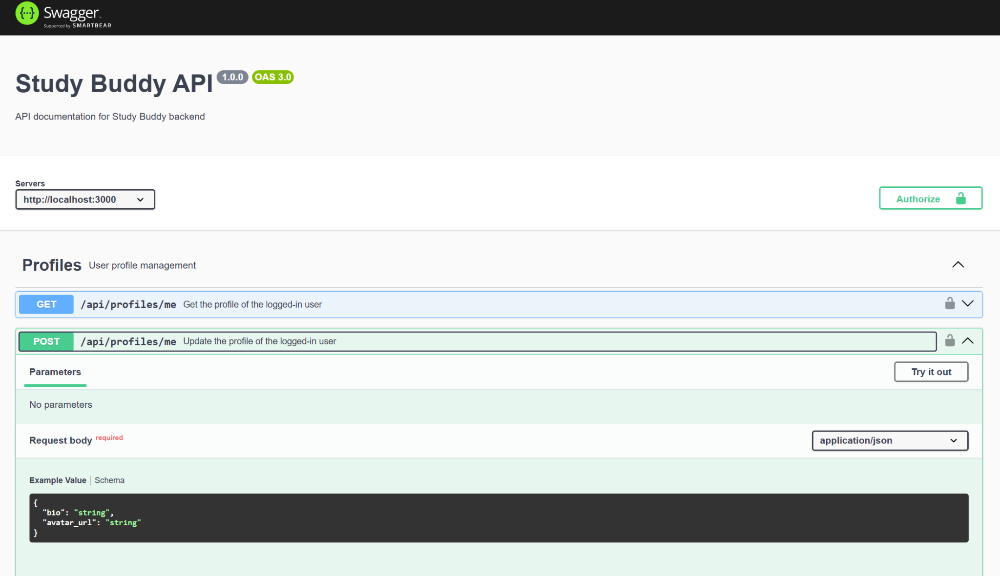 {···} Swagger™
Supported by SMARTBEAR
Study Buddy API 1.0.0 OAS 3.0
API documentation for Study Buddy backend
Servers
http://localhost:3000
Authorize
Profiles User profile management
GET /api/profiles/me Get the profile of the logged-in user
POST /api/profiles/me Update the profile of the logged-in user
Parameters
Try it out
No parameters
Request body required
application/json
Example Value | Schema
{
  "bio": "string",
  "avatar_url": "string"
}